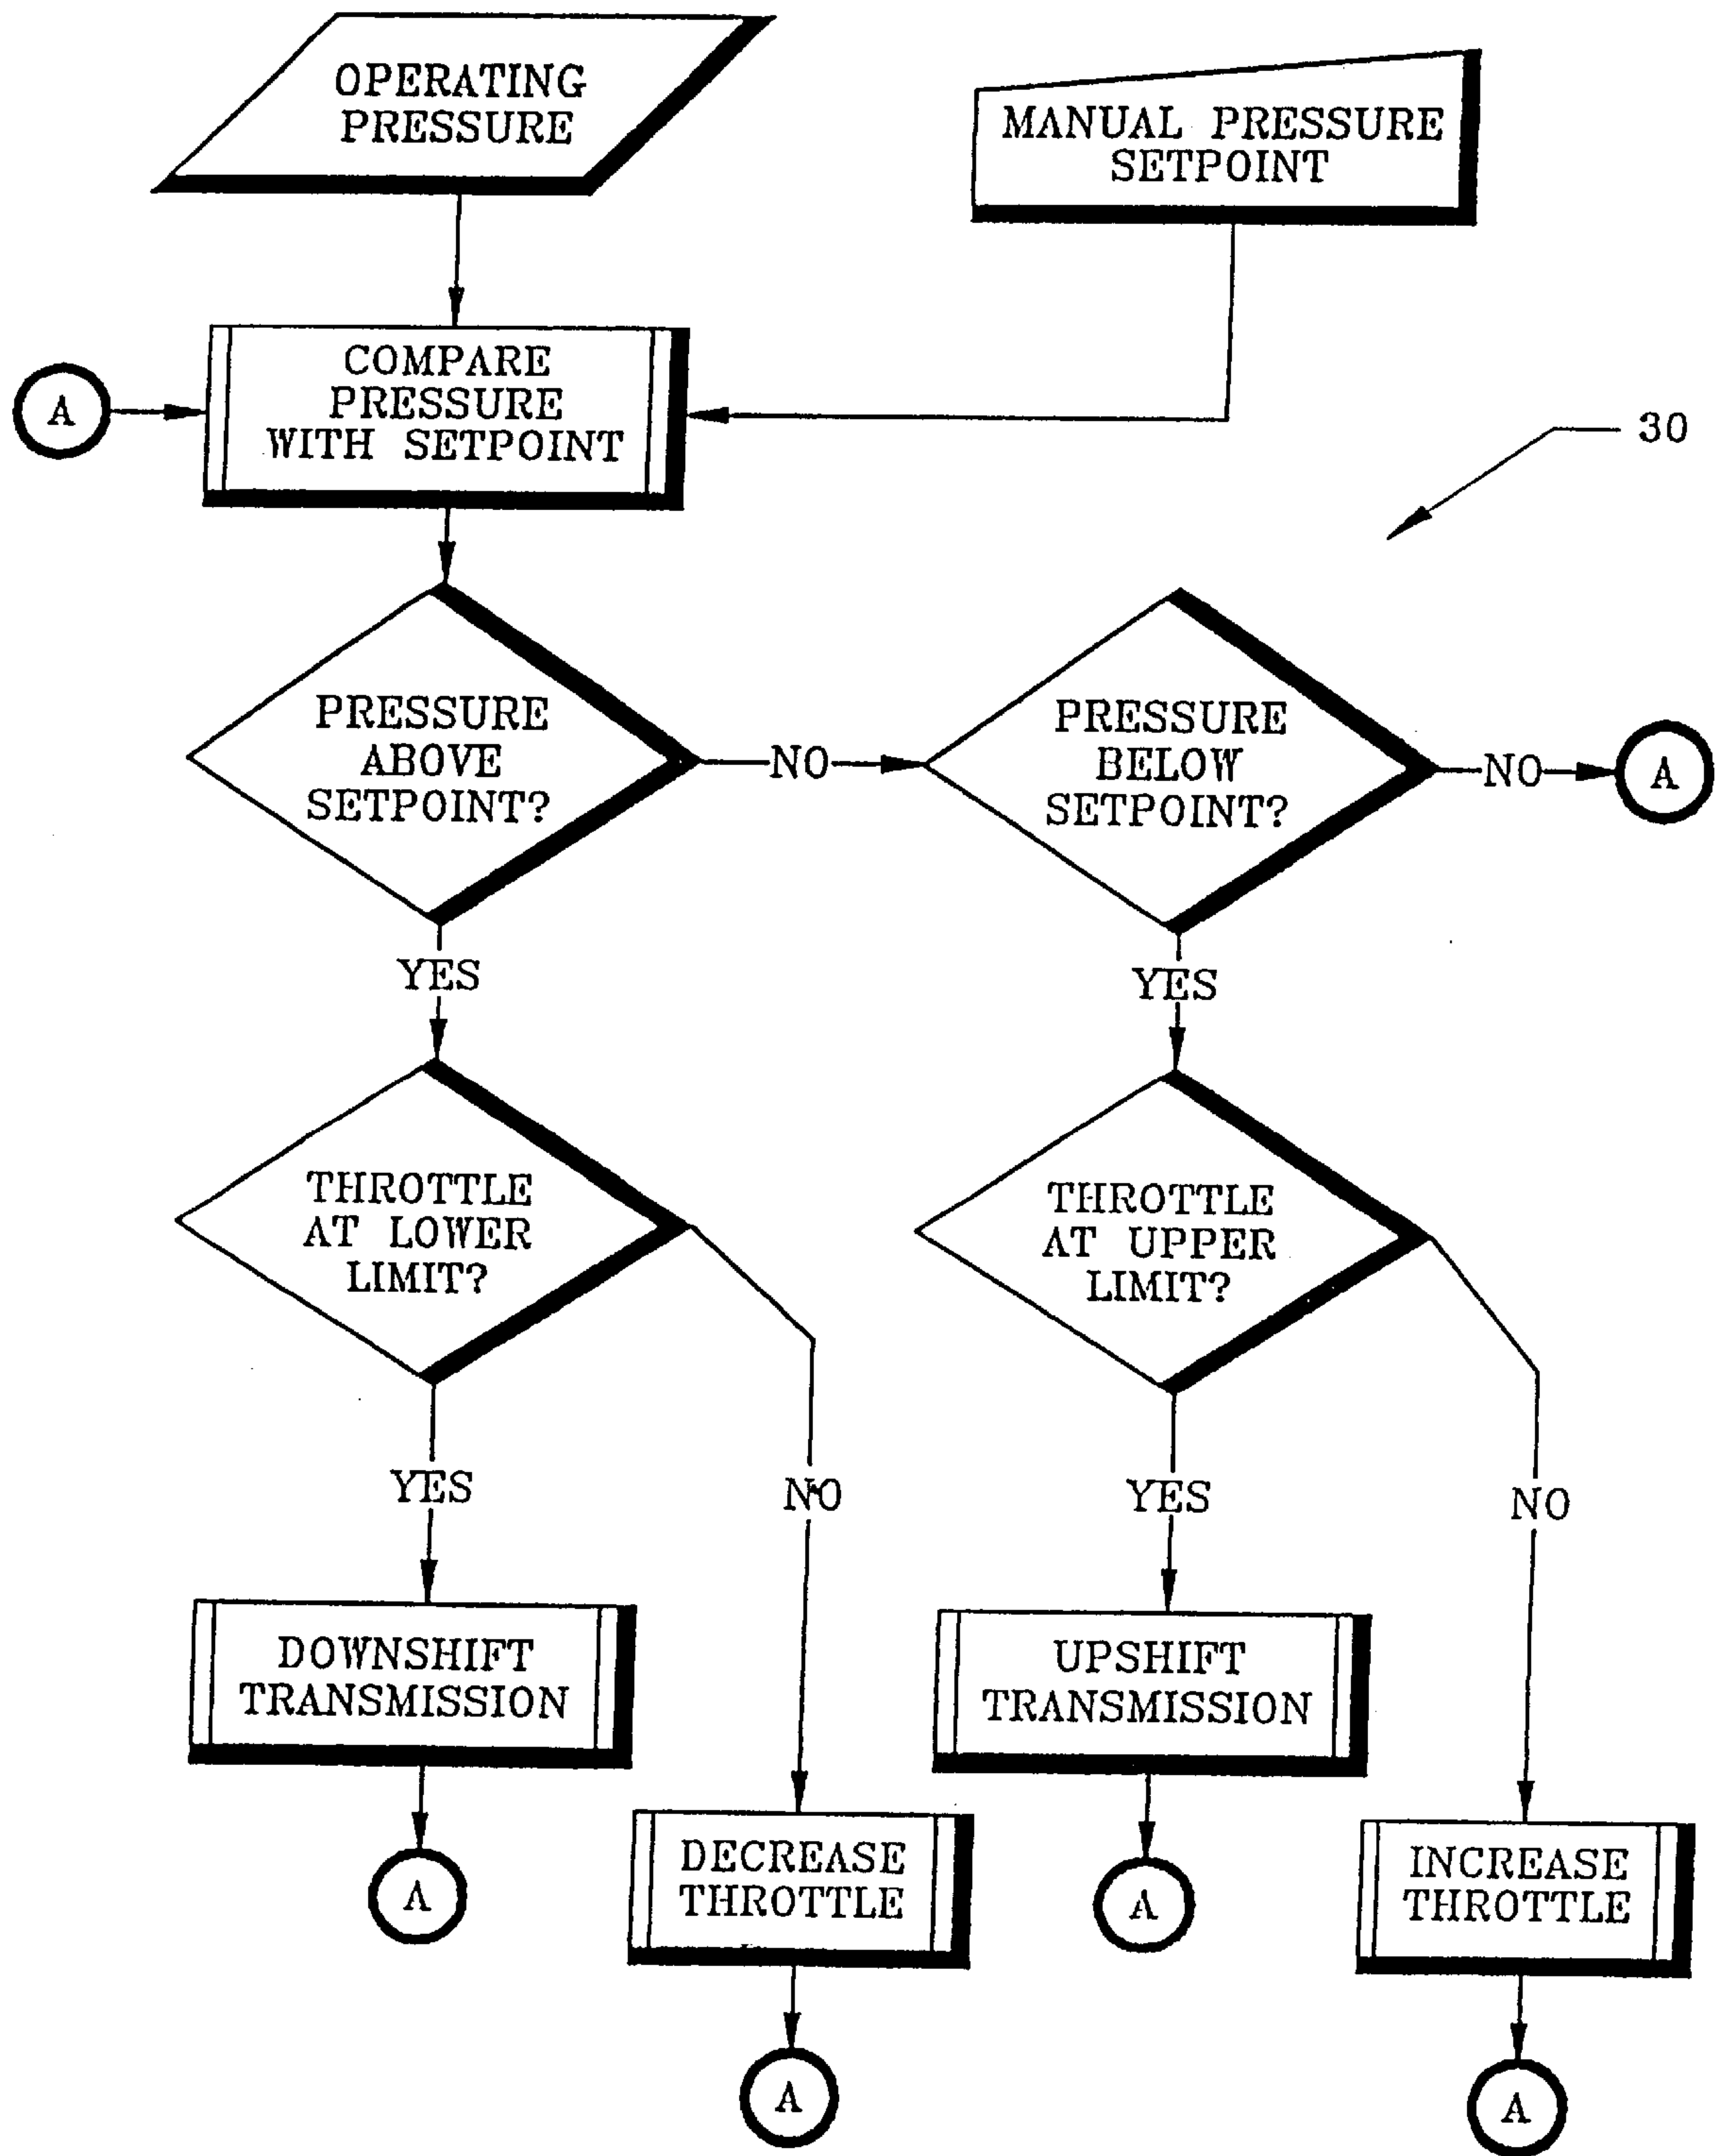 OPERATING
PRESSURE
MANUAL PRESSURE
SETPOINT
COMPARE
PRESSURE
WITH SETPOINT
A
30
PRESSURE
ABOVE
SETPOINT?
NO
PRESSURE
BELOW
SETPOINT?
NO
A
YES
YES
THROTTLE
AT LOWER
LIMIT?
THROTTLE
AT UPPER
LIMIT?
YES
NO
YES
NO
DOWNSHIFT
TRANSMISSION
UPSHIFT
TRANSMISSION
DECREASE
THROTTLE
INCREASE
THROTTLE
A
A
A
A